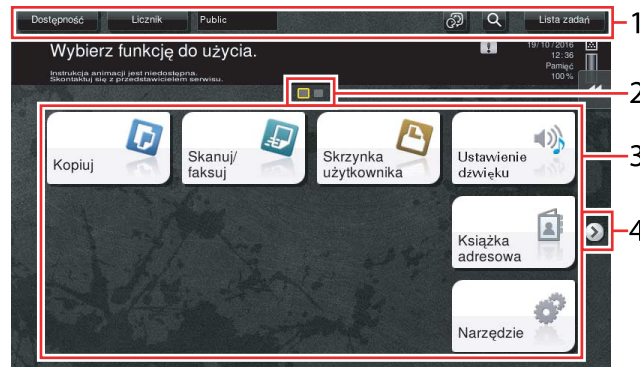 Dostępność Licznik Public Lista zadań
1
Wybierz funkcję do użycia.
Instrukcja animacji jest niedostępna.
Skontaktuj się z przedstawicielem serwisu.
19/10/2016
12:36
Pamięć
100%
2
Kopiuj
Skanuj/
faksuj
Skrzynka
użytkownika
Ustawienie
dźwięku
3
4
Książka
adresowa
Narzędzie